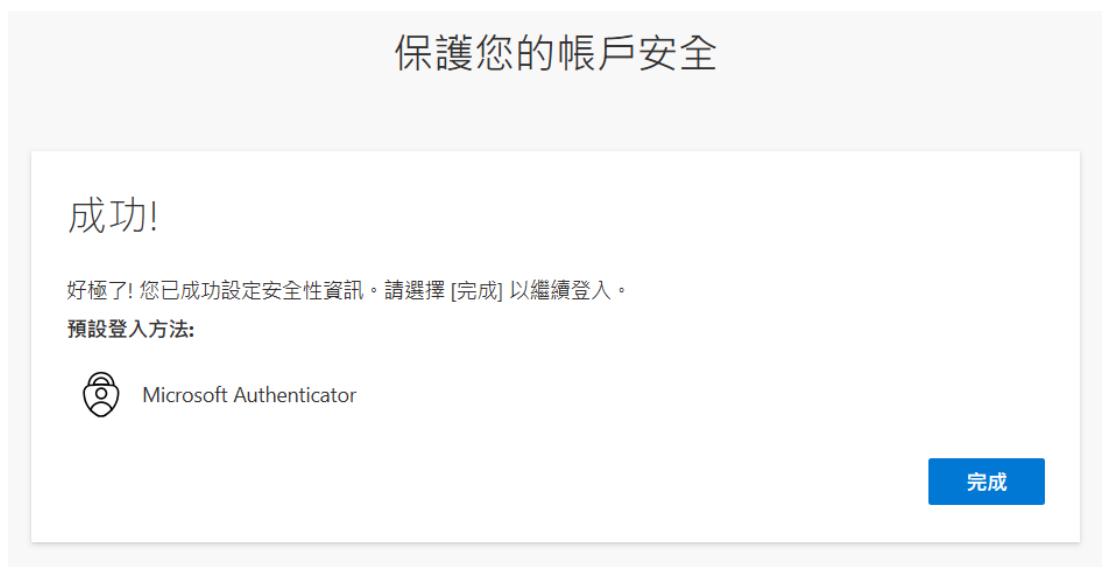 保護您的帳戶安全
成功!
好極了! 您已成功設定安全性資訊。請選擇 [完成] 以繼續登入。
預設登入方法:
Microsoft Authenticator
完成